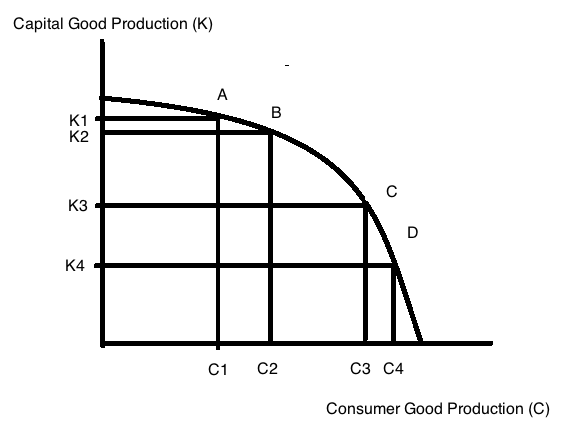 Capital Good Production (K)
A
B
K1
K2
C
K3
D
K4
C1 C2 C3 C4
Consumer Good Production (C)